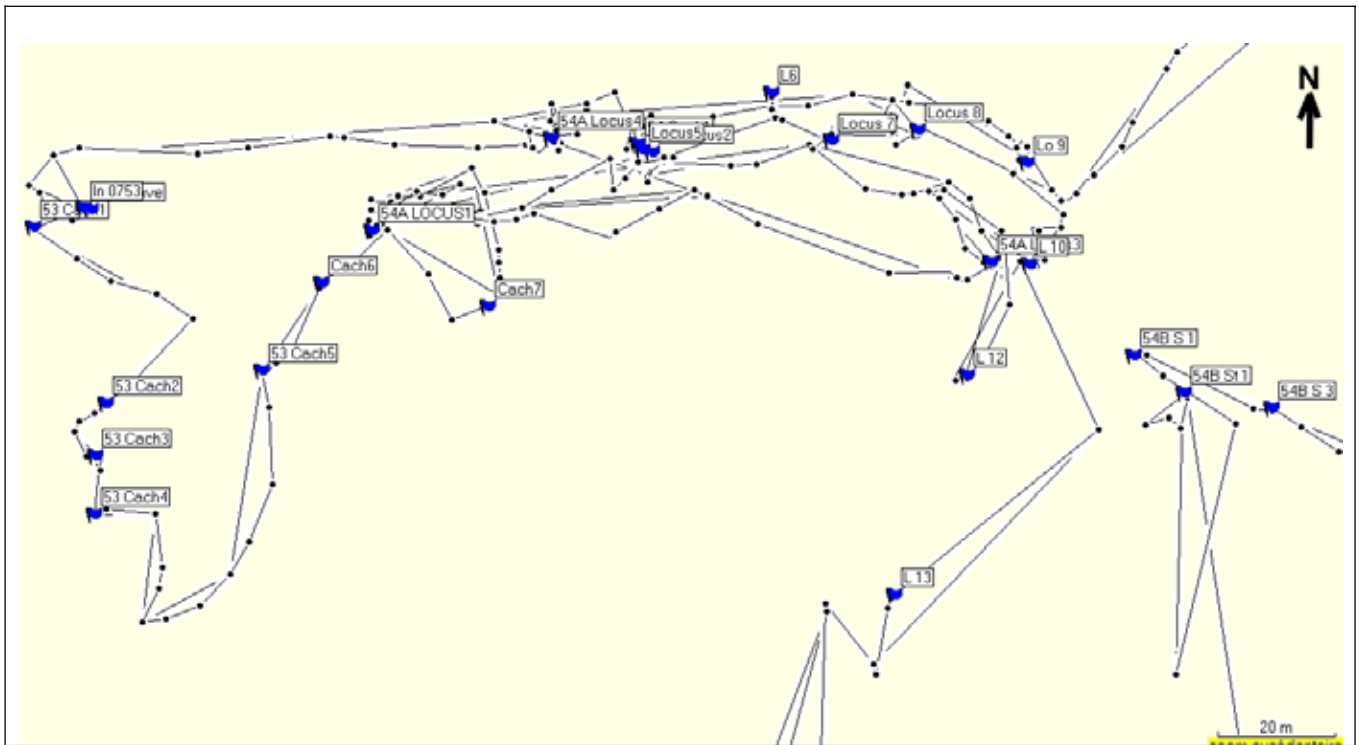 L6
N
54A Locus4
Locus5
Locus 7
Locus 8
Lo 9
In 0753
53
54A LOCUS1
54A
L 10
Cach6
Cach7
53 Cach5
L 12
54B S 1
53 Cach2
54B St1
54B S 3
53 Cach3
53 Cach4
L 13
20 m